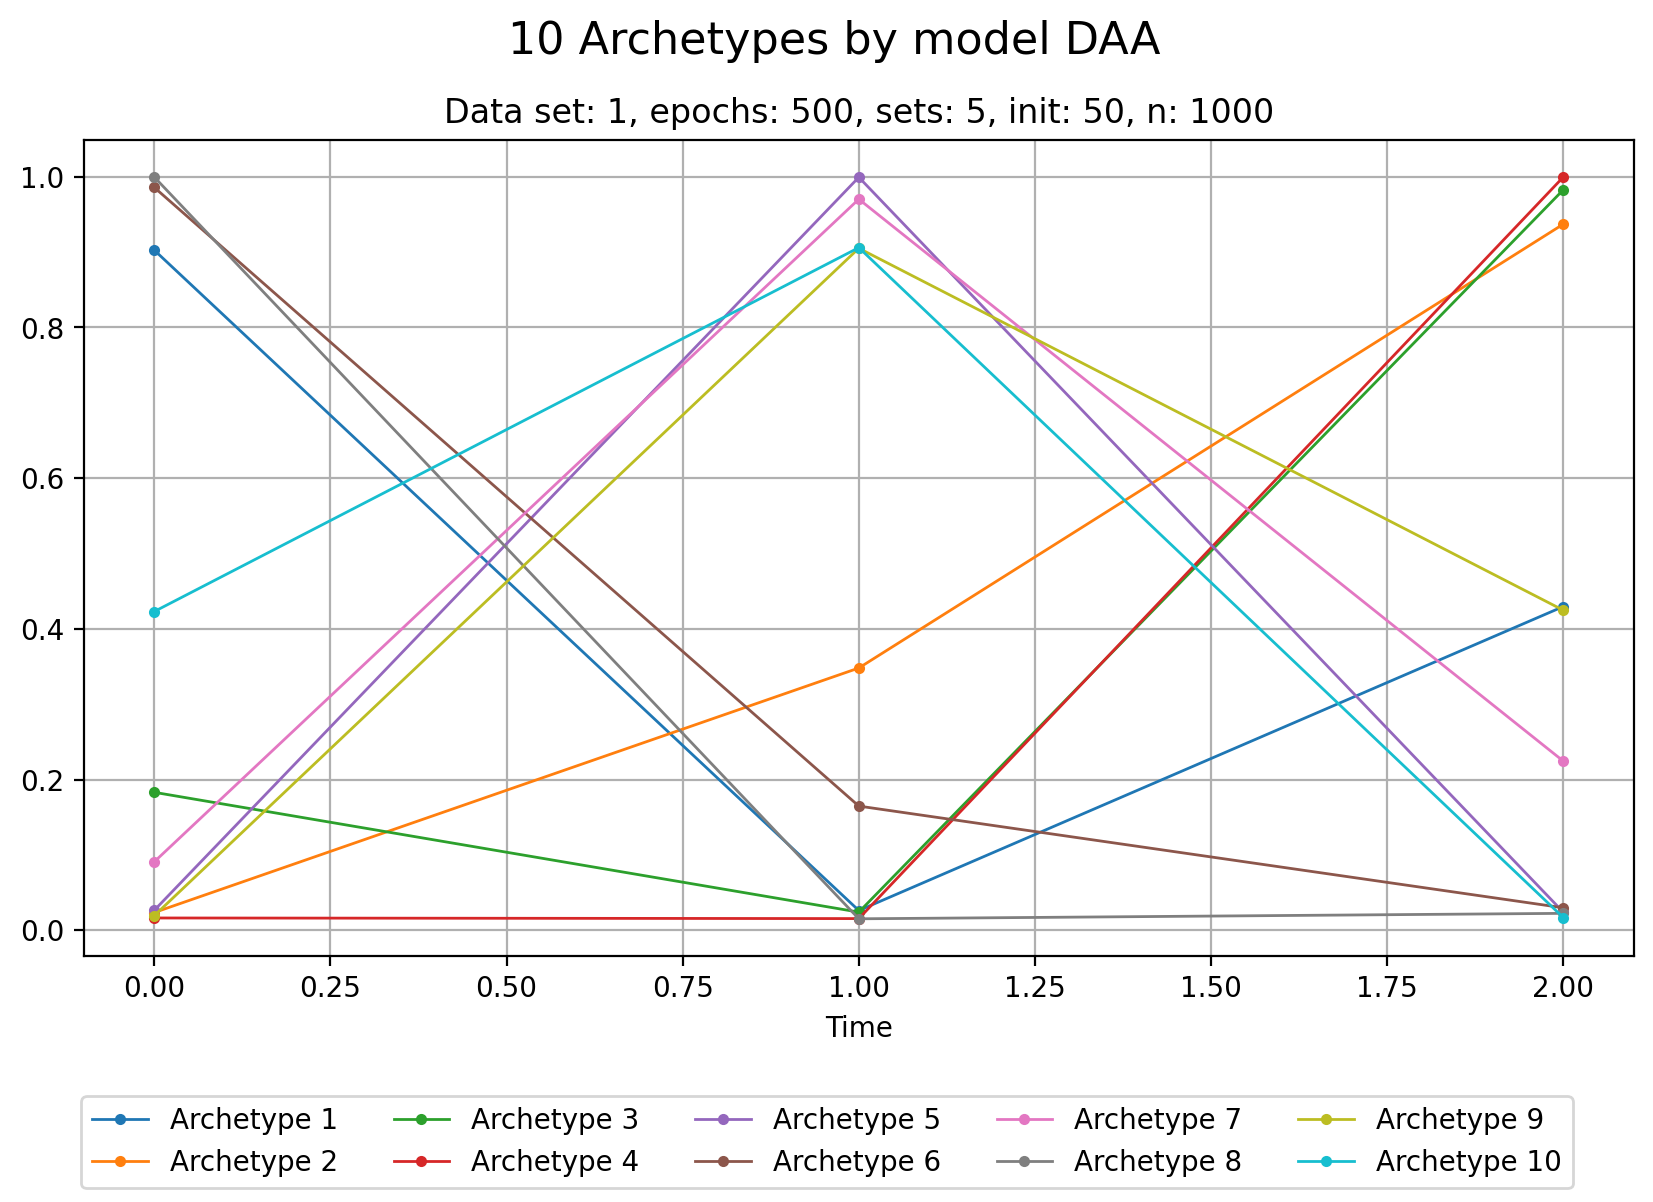 10 Archetypes by model DAA
Data set: 1, epochs: 500, sets: 5, init: 50, n: 1000
1.0
0.8
0.6
0.4
0.2
0.0
0.00 0.25 0.50 0.75 1.00 1.25 1.50 1.75 2.00
Time
Archetype 1 Archetype 3 Archetype 5 Archetype 7 Archetype 9
Archetype 2 Archetype 4 Archetype 6 Archetype 8 Archetype 10